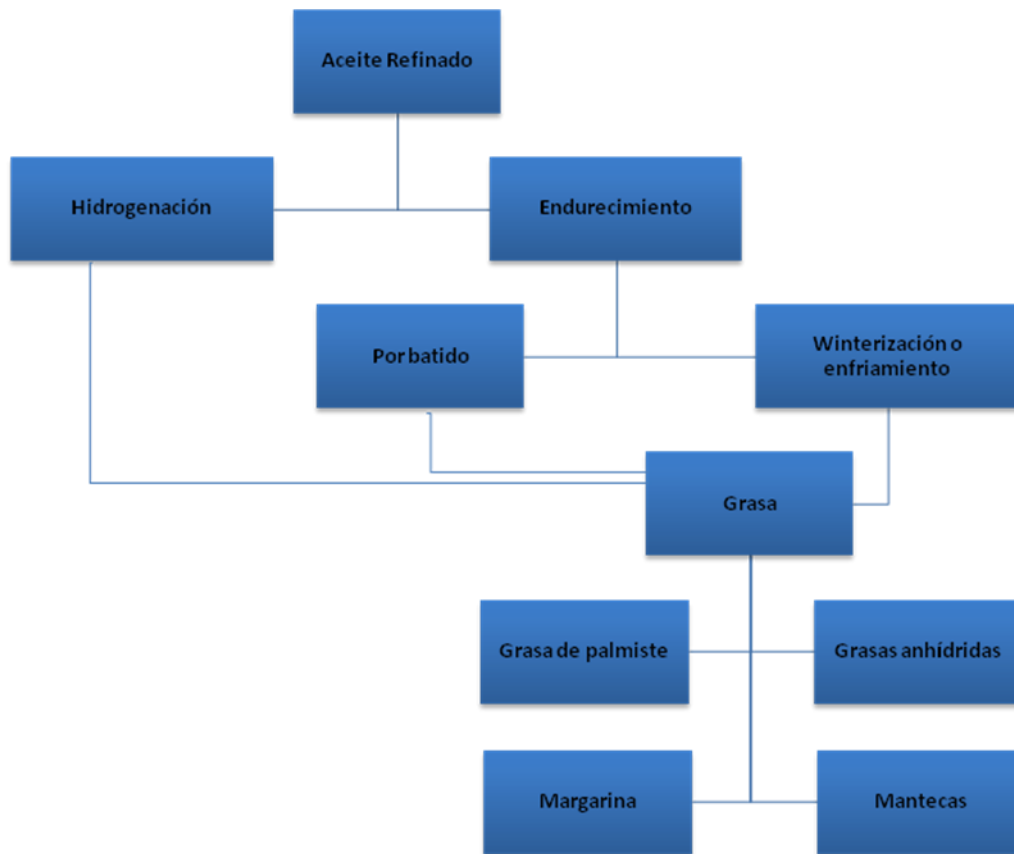 Aceite Refinado
Hidrogenación
Endurecimiento
Por batido
Winterización o
enfriamiento
Grasa
Grasa de palmiste
Grasas anhídridas
Margarina
Mantecas